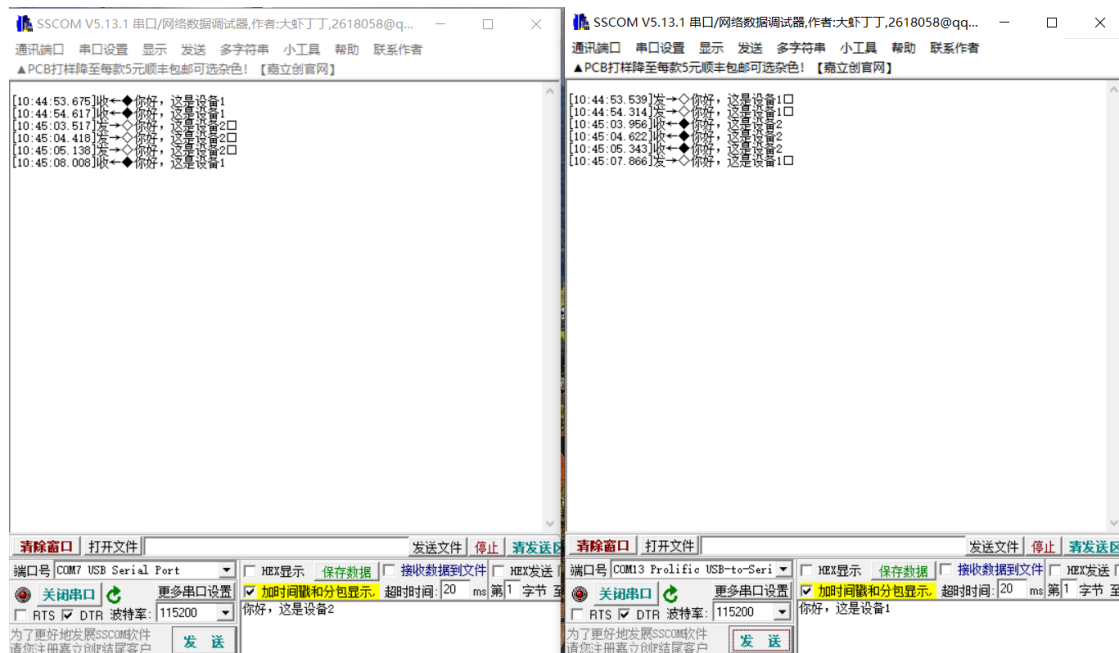 SSCOM V5.13.1 串口/网络数据调试器,作者:大虾丁丁,2618058@qq...
通讯端口 串口设置 显示 发送 多字符串 小工具 帮助 联系作者
▲PCB打样降至每款5元顺丰包邮可选杂色!【嘉立创官网】
[10:44:53.675]收←◆你好，这是设备1
[10:44:54.617]收←◆你好，这是设备1
[10:45:03.517]发→◇你好，这是设备2□
[10:45:04.418]发→◇你好，这是设备2□
[10:45:05.138]发→◇你好，这是设备2□
[10:45:08.008]收←◆你好，这是设备1
清除窗口 打开文件 发送文件 停止 清发送区
端口号 COM7 USB Serial Port HEX显示 保存数据 接收数据到文件 HEX发送
关闭串口 更多串口设置 加时间戳和分包显示, 超时时间: 20 ms 第 1 字节 至
RTS DTR 波特率: 115200 你好，这是设备2
为了更好地发展SSCOM软件
请您注册嘉立创F结尾客户
发 送
SSCOM V5.13.1 串口/网络数据调试器,作者:大虾丁丁,2618058@qq...
通讯端口 串口设置 显示 发送 多字符串 小工具 帮助 联系作者
▲PCB打样降至每款5元顺丰包邮可选杂色!【嘉立创官网】
[10:44:53.539]发→◇你好，这是设备1□
[10:44:54.314]发→◇你好，这是设备1□
[10:45:03.956]收←◆你好，这是设备2
[10:45:04.622]收←◆你好，这是设备2
[10:45:05.343]收←◆你好，这是设备2
[10:45:07.866]发→◇你好，这是设备1□
清除窗口 打开文件 发送文件 停止 清发送区
端口号 COM13 Prolific USB-to-Seri HEX显示 保存数据 接收数据到文件 HEX发送
关闭串口 更多串口设置 加时间戳和分包显示, 超时时间: 20 ms 第 1 字节 至
RTS DTR 波特率: 115200 你好，这是设备1
为了更好地发展SSCOM软件
请您注册嘉立创F结尾客户
发 送